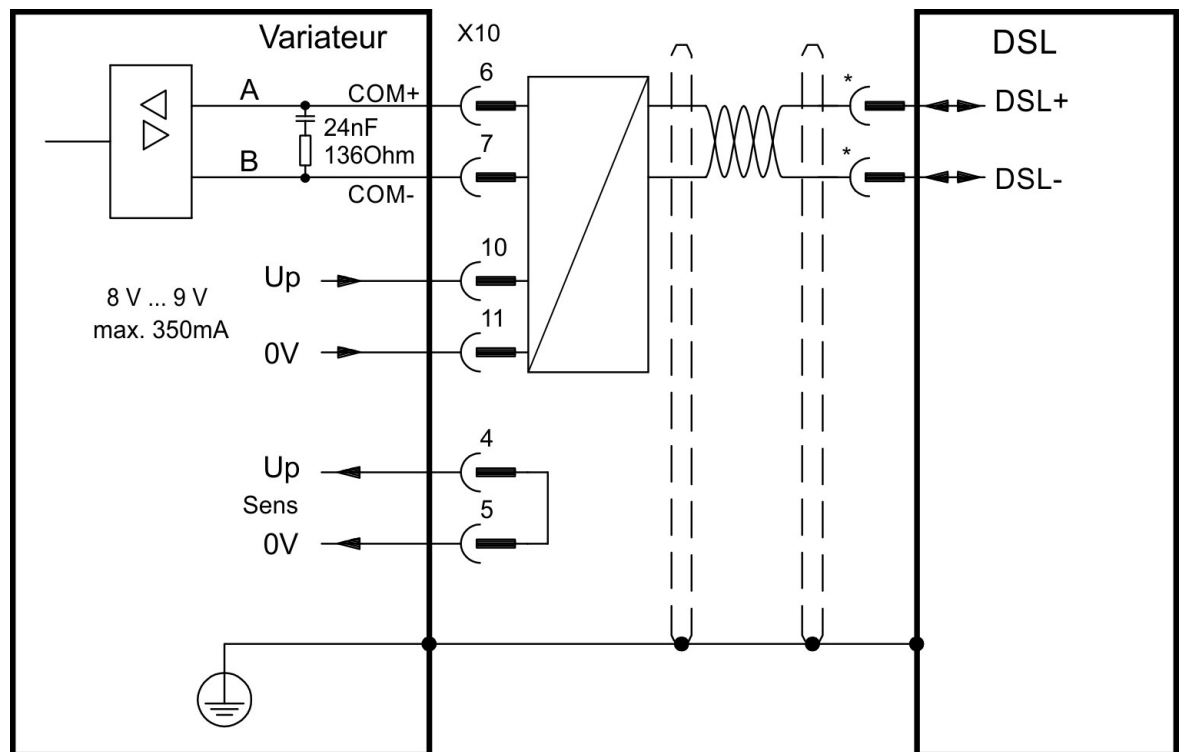 Variateur
X10
DSL
6
A
COM+
*
DSL+
24nF
136Ohm
7
B
COM-
*
DSL-
10
Up
8 V ... 9 V
max. 350mA
11
0V
4
Up
Sens
5
0V